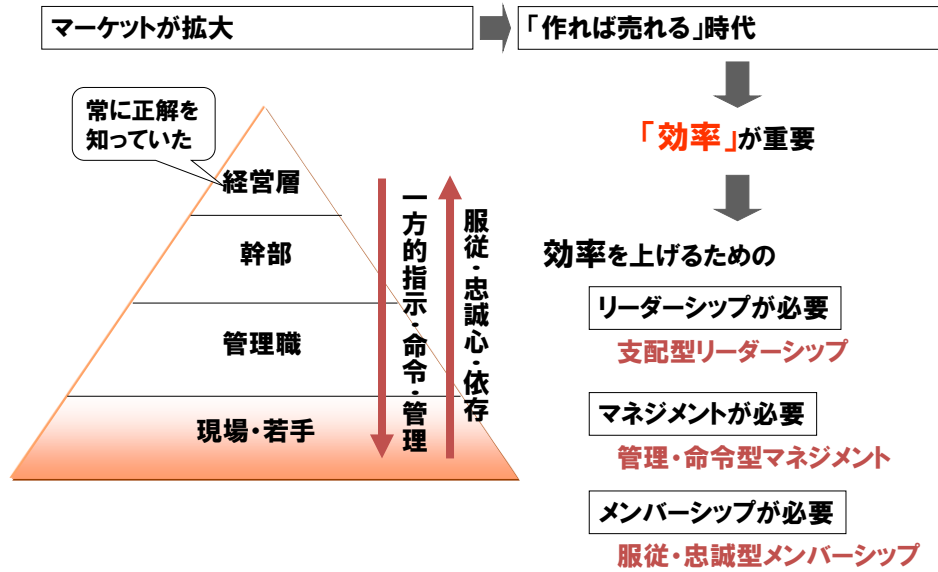 マーケットが拡大
「作れば売れる」時代
常に正解を
知っていた
経営層
幹部
管理職
現場・若手
一方的指示・命令・管理
服従・忠誠心・依存
「効率」が重要
効率を上げるための
リーダーシップが必要
支配型リーダーシップ
マネジメントが必要
管理・命令型マネジメント
メンバーシップが必要
服従・忠誠型メンバーシップ